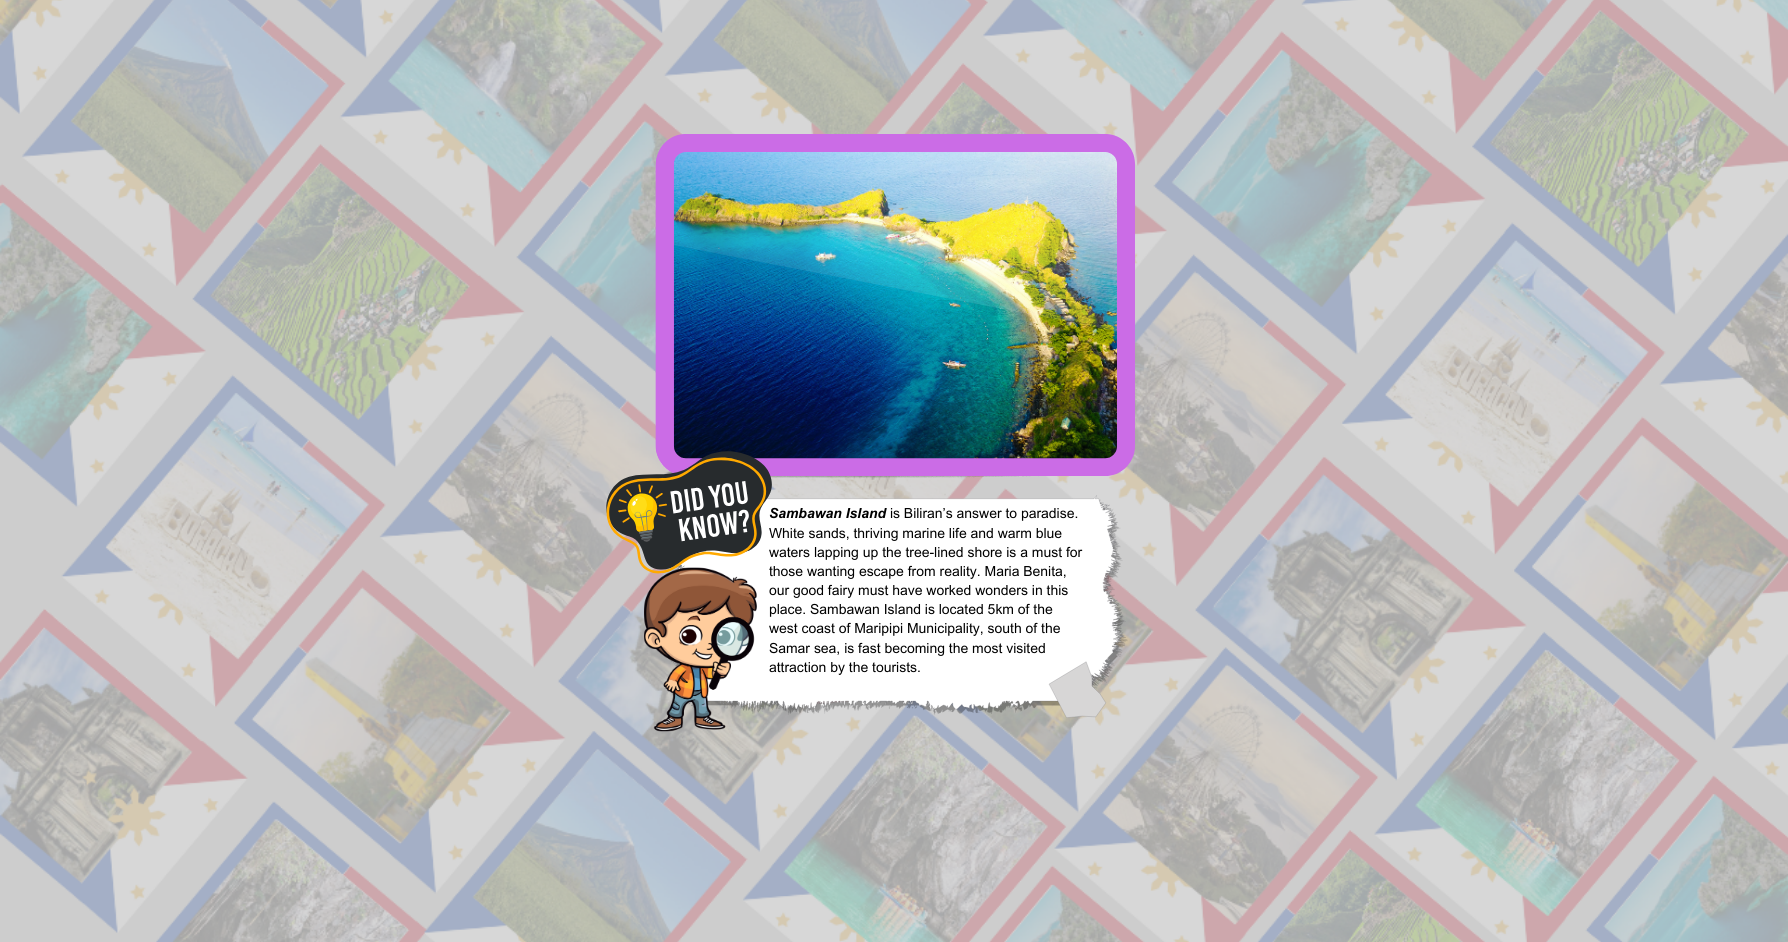 DID YOU
KNOW?
Sambawan Island is Biliran’s answer to paradise.
White sands, thriving marine life and warm blue
waters lapping up the tree-lined shore is a must for
those wanting escape from reality. Maria Benita,
our good fairy must have worked wonders in this
place. Sambawan Island is located 5km of the
west coast of Maripipi Municipality, south of the
Samar sea, is fast becoming the most visited
attraction by the tourists.